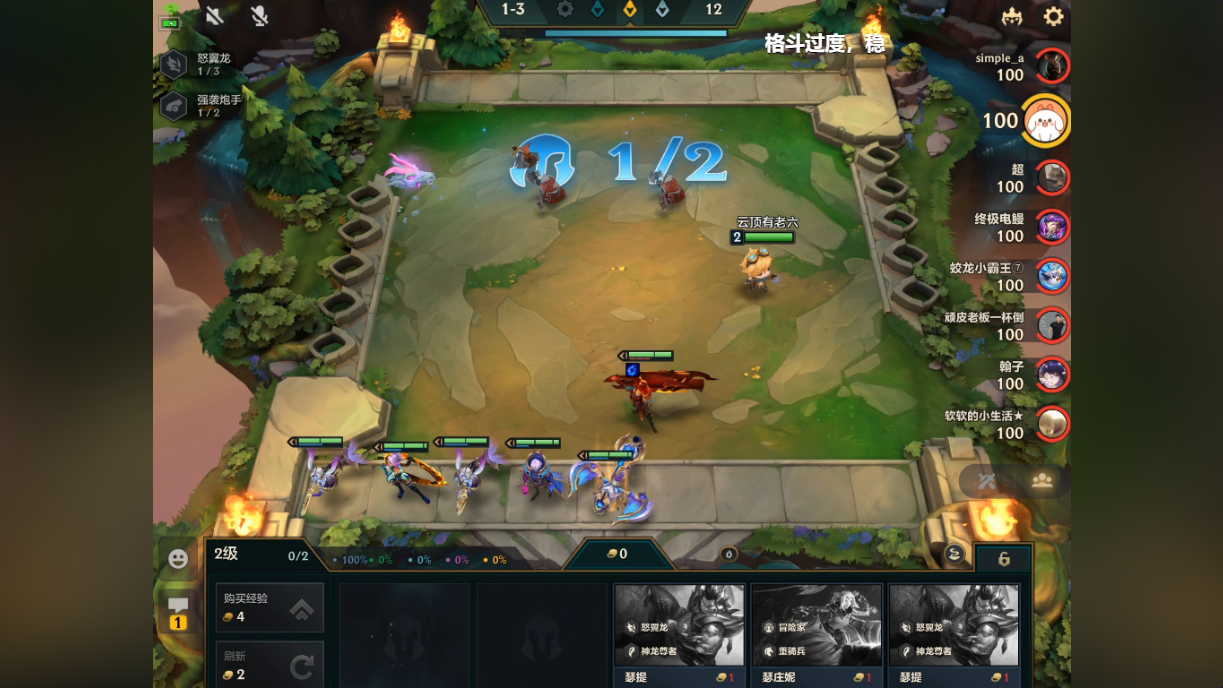 1-3
12
格斗过度，稳
怒翼龙
1 / 3
强袭炮手
1 / 2
1/2
simple_a
100
100
超
100
终极电鳗
100
蛟龙小霸王⑦
100
顽皮老板一杯倒
100
翰子
100
软软的小生活★
100
云顶有老六
2
2级
0/2
100% 0% 0% 0% 0%
0
购买经验
4
刷新
2
1
怒翼龙
神龙尊者
瑟提
1
冒险家
重骑兵
瑟庄妮
1
怒翼龙
神龙尊者
瑟提
1